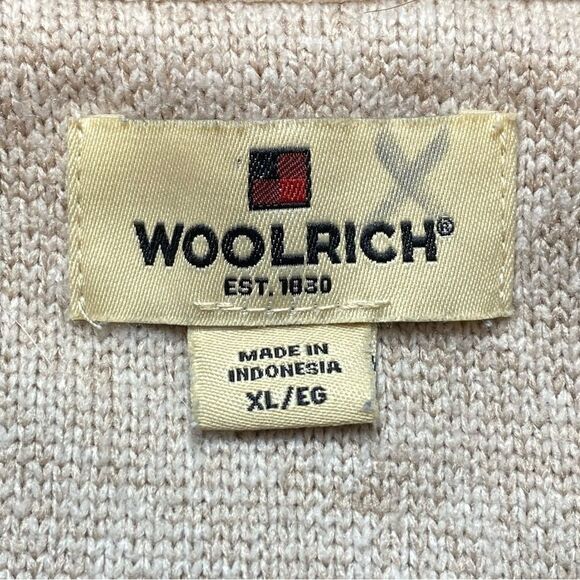 WOOLRICH®
EST. 1830
MADE IN
INDONESIA
XL/EG